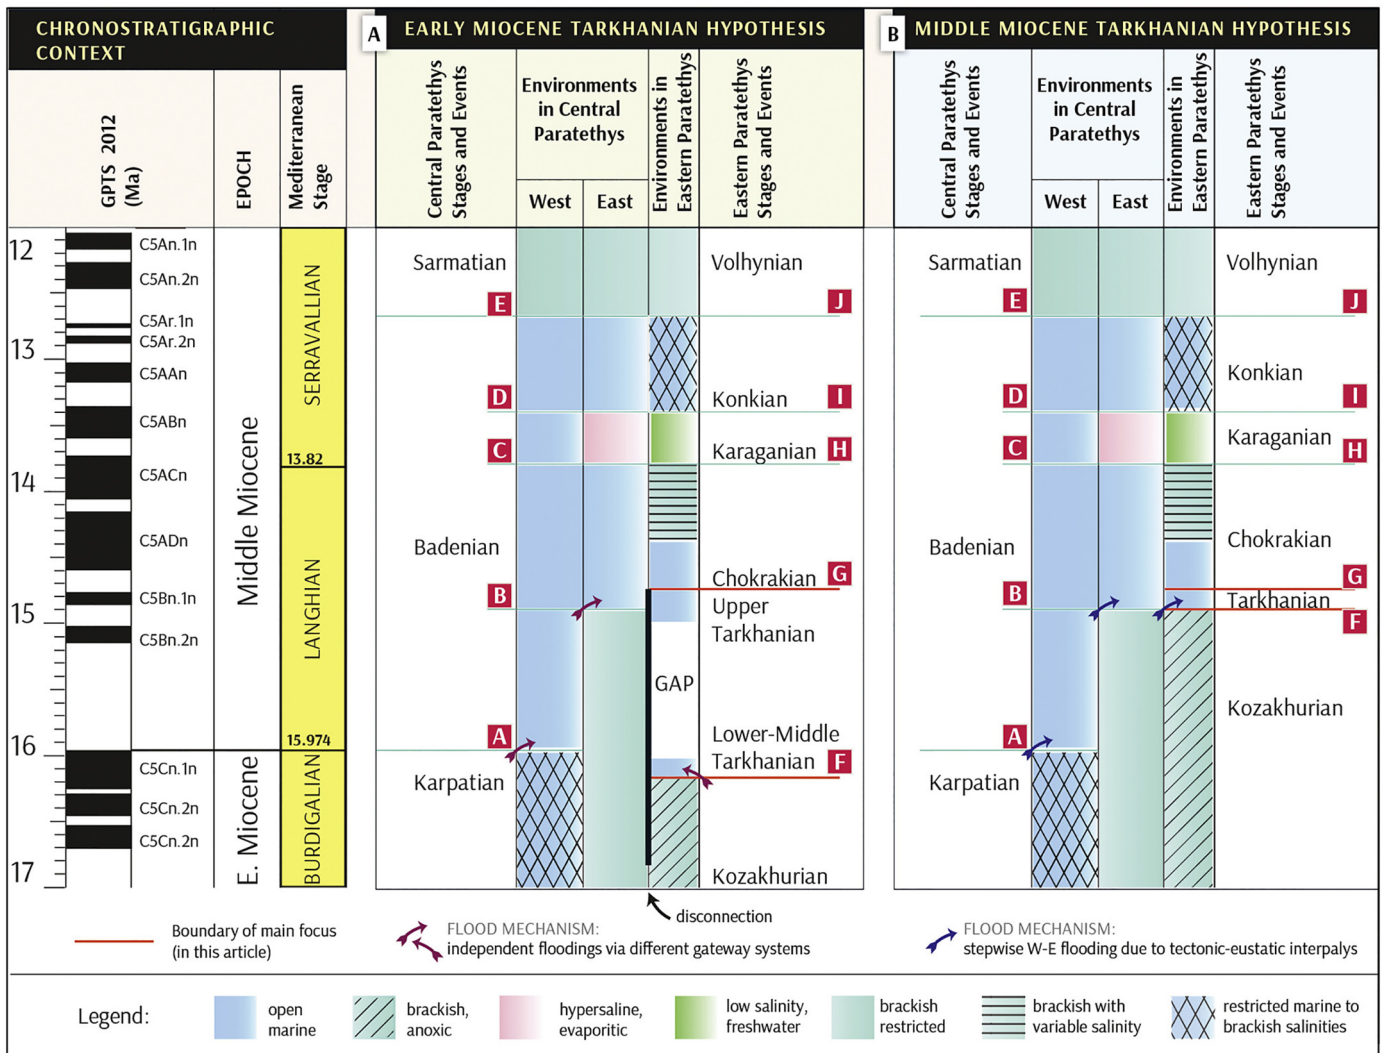 CHRONOSTRATIGRAPHIC
CONTEXT
GPTS 2012
(Ma)
EPOCH
Mediterranean
Stage
A
EARLY MIOCENE TARKHANIAN HYPOTHESIS
Central Paratethys
Stages and Events
Environments
in Central
Paratethys
West
East
Environments in
Eastern Paratethys
Eastern Paratethys
Stages and Events
B
MIDDLE MIOCENE TARKHANIAN HYPOTHESIS
Central Paratethys
Stages and Events
Environments
in Central
Paratethys
West
East
Environments in
Eastern Paratethys
Eastern Paratethys
Stages and Events
12
13
14
15
16
17
C5An.1n
C5An.2n
C5Ar.1n
C5Ar.2n
C5AAn
C5ABn
C5ACn
C5ADn
C5Bn.1n
C5Bn.2n
C5Cn.1n
C5Cn.2n
C5Cn.2n
Middle Miocene
E. Miocene
SERRAVALLIAN
13.82
LANGHIAN
15.974
BURDIGALIAN
Sarmatian
E
D
C
Badenian
B
A
Karpatian
Volhynian
J
Konkian
I
Karaganian
H
Chokrakian
G
Upper
Tarkhanian
GAP
Lower-Middle
Tarkhanian
F
Kozakhurian
disconnection
Sarmatian
E
D
C
Badenian
B
A
Karpatian
Volhynian
J
Konkian
I
Karaganian
H
Chokrakian
G
Tarkhanian
F
Kozakhurian
Boundary of main focus
(in this article)
FLOOD MECHANISM:
independent floodings via different gateway systems
FLOOD MECHANISM:
stepwise W-E flooding due to tectonic-eustatic interpalys
Legend:
open
marine
brackish,
anoxic
hypersaline,
evaporitic
low salinity,
freshwater
brackish
restricted
brackish with
variable salinity
restricted marine to
brackish salinities